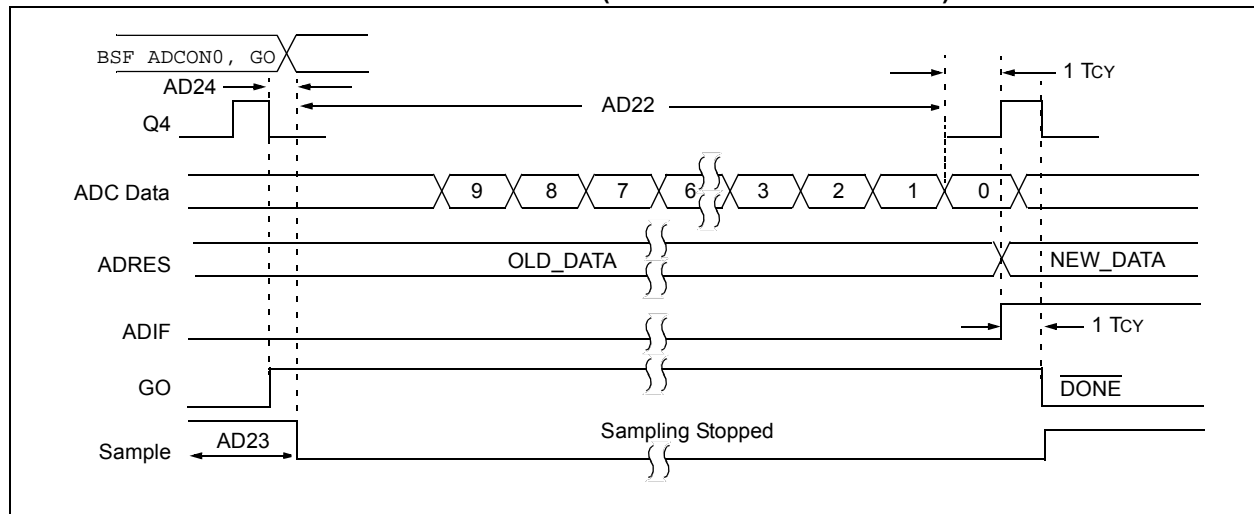 BSF ADCON0, GO
1 TCY
AD24
AD22
Q4
ADC Data
9 8 7 6 3 2 1 0
ADRES
OLD_DATA
NEW_DATA
ADIF
1 TCY
GO
DONE
Sampling Stopped
AD23
Sample